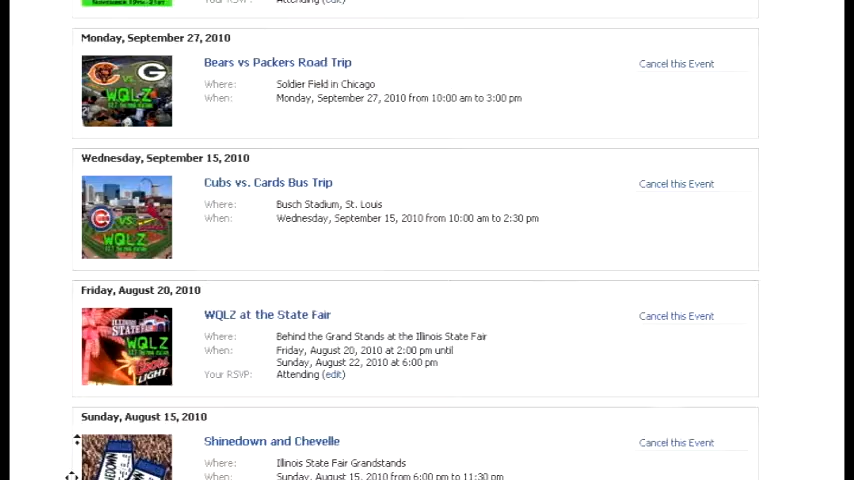 Your RSVP: Attending (edit)
Monday, September 27, 2010
Bears vs Packers Road Trip
Cancel this Event
Where: Soldier Field in Chicago
When: Monday, September 27, 2010 from 10:00 am to 3:00 pm
VS.
WQLZ
Wednesday, September 15, 2010
Cubs vs. Cards Bus Trip
Cancel this Event
Where: Busch Stadium, St. Louis
When: Wednesday, September 15, 2010 from 10:00 am to 2:30 pm
VS
WQLZ
Friday, August 20, 2010
WQLZ at the State Fair
Cancel this Event
Where: Behind the Grand Stands at the Illinois State Fair
When: Friday, August 20, 2010 at 2:00 pm until
Sunday, August 22, 2010 at 6:00 pm
Your RSVP: Attending (edit)
ILLINOIS
STATE FAIR
WQLZ
Coors
LIGHT
Sunday, August 15, 2010
Shinedown and Chevelle
Cancel this Event
Where: Illinois State Fair Grandstands
When: Sunday, August 15, 2010 from 6:00 pm to 11:30 pm